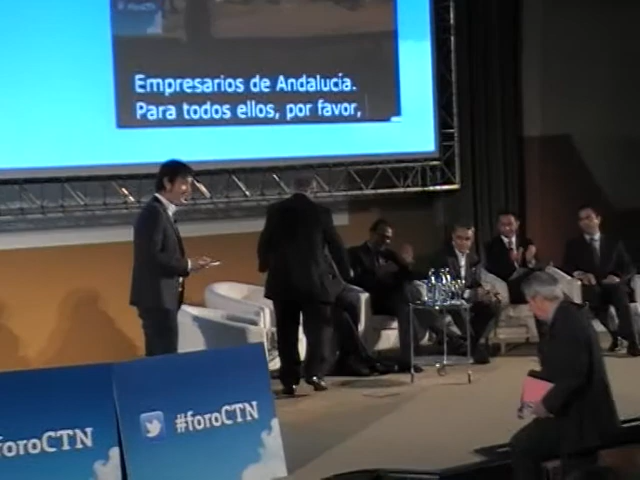 Empresarios de Andalucía.
Para todos ellos, por favor,
#foroCTN
#foroCTN